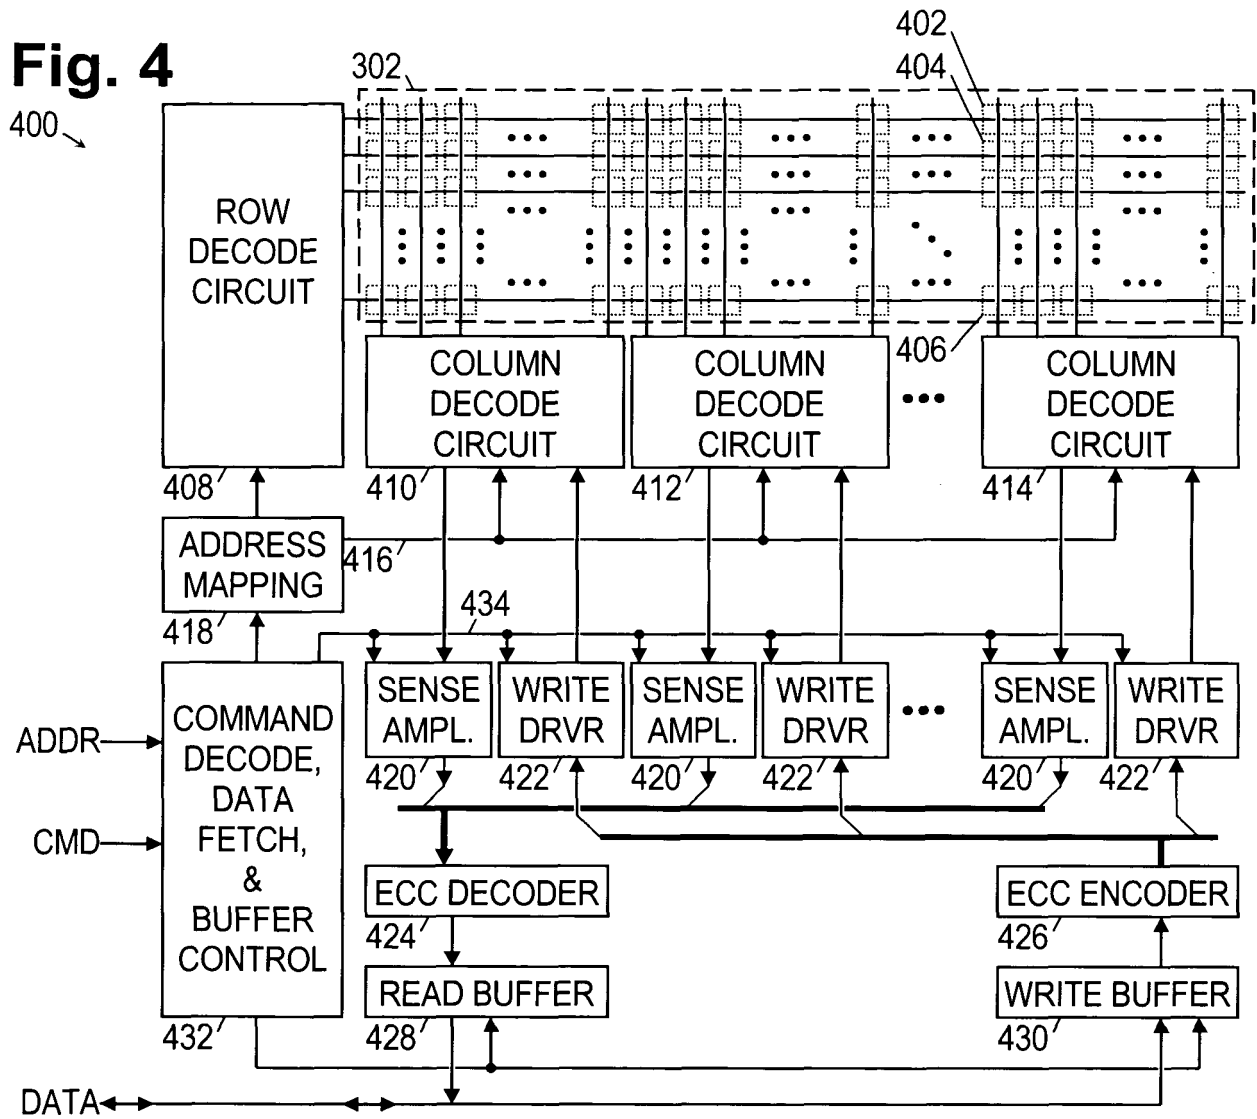 Fig. 4
400
302
402
404
406
ROW
DECODE
CIRCUIT
408
COLUMN
DECODE
CIRCUIT
410
COLUMN
DECODE
CIRCUIT
412
COLUMN
DECODE
CIRCUIT
414
ADDRESS
MAPPING
416
418
434
COMMAND
DECODE,
DATA
FETCH,
&
BUFFER
CONTROL
432
ADDR
CMD
SENSE
AMPL.
420
WRITE
DRVR
422
SENSE
AMPL.
420
WRITE
DRVR
422
SENSE
AMPL.
420
WRITE
DRVR
422
ECC DECODER
424
ECC ENCODER
426
READ BUFFER
428
WRITE BUFFER
430
DATA